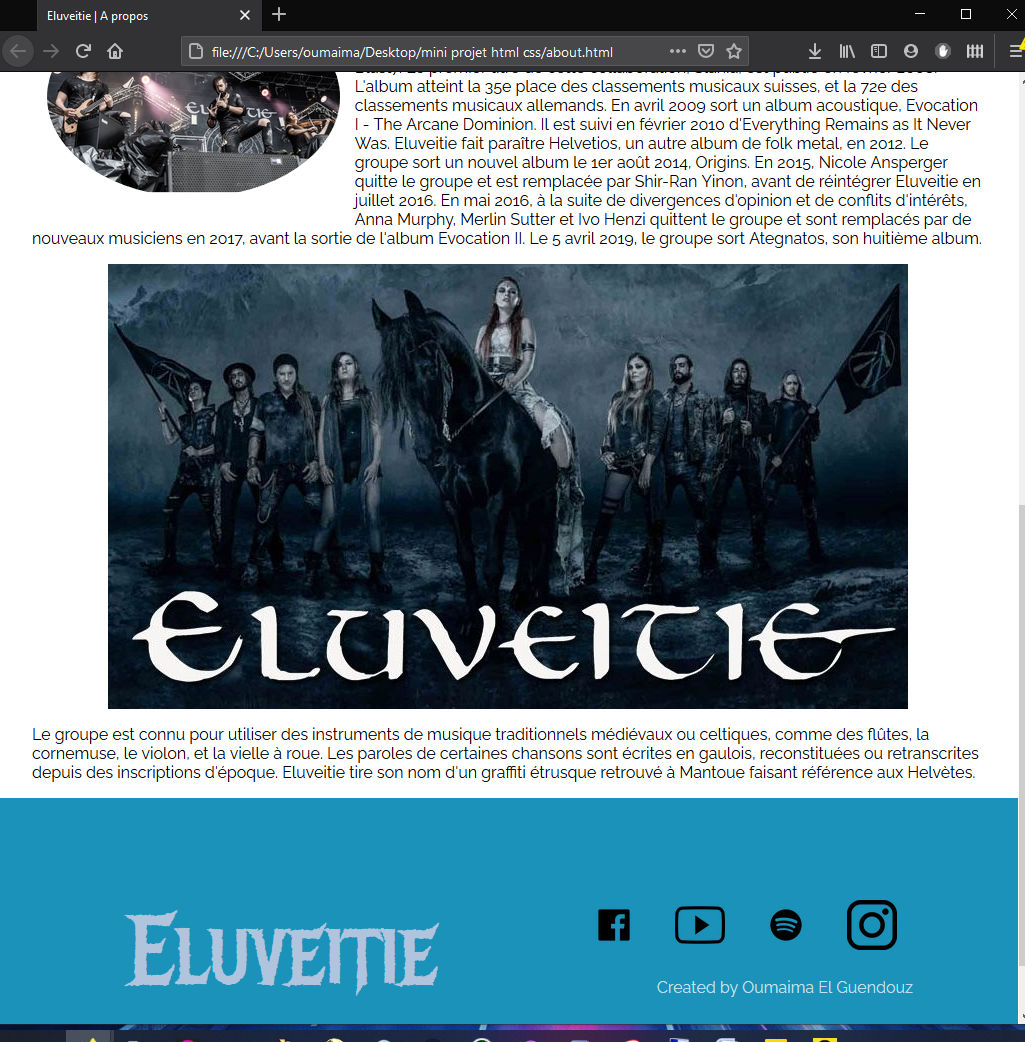 Eluveitie | A propos
file:///C:/Users/oumaima/Desktop/mini projet html css/about.html
L'album atteint la 35e place des classements musicaux suisses, et la 72e des
classements musicaux allemands. En avril 2009 sort un album acoustique, Evocation
I - The Arcane Dominion. Il est suivi en février 2010 d'Everything Remains as It Never
Was. Eluveitie fait paraître Helvetios, un autre album de folk metal, en 2012. Le
groupe sort un nouvel album le 1er août 2014, Origins. En 2015, Nicole Ansperger
quitte le groupe et est remplacée par Shir-Ran Yinon, avant de réintégrer Eluveitie en
juillet 2016. En mai 2016, à la suite de divergences d'opinion et de conflits d'intérêts,
Anna Murphy, Merlin Sutter et Ivo Henzi quittent le groupe et sont remplacés par de
nouveaux musiciens en 2017, avant la sortie de l'album Evocation II. Le 5 avril 2019, le groupe sort Ategnatos, son huitième album.
ELUVEITIE
Le groupe est connu pour utiliser des instruments de musique traditionnels médiévaux ou celtiques, comme des flûtes, la
cornemuse, le violon, et la vielle à roue. Les paroles de certaines chansons sont écrites en gaulois, reconstituées ou retranscrites
depuis des inscriptions d'époque. Eluveitie tire son nom d'un graffiti étrusque retrouvé à Mantoue faisant référence aux Helvètes.
ELUVEITIE
Created by Oumaima El Guendouz